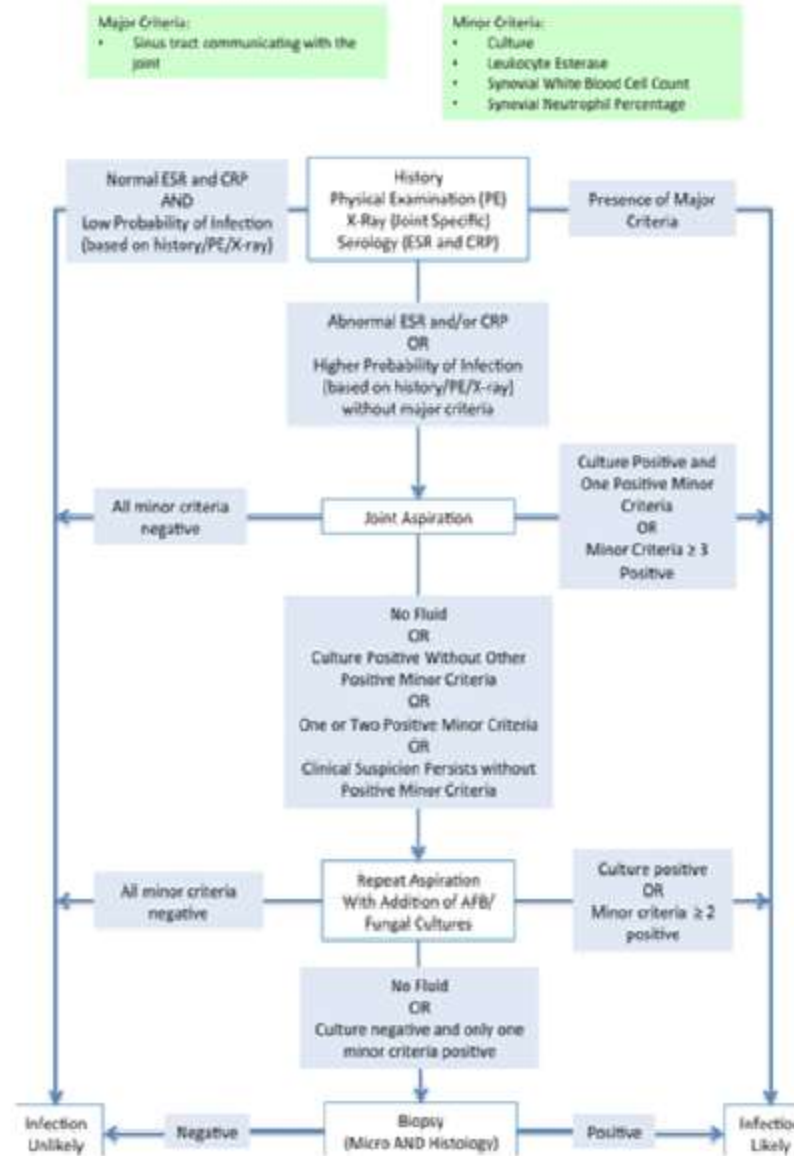 Major Criteria:
• Sinus tract communicating with the
joint
Minor Criteria:
• Culture
• Leukocyte Esterase
• Synovial White Blood Cell Count
• Synovial Neutrophil Percentage
Normal ESR and CRP
AND
Low Probability of Infection
(based on history/PE/X-ray)
History
Physical Examination (PE)
X-Ray (Joint Specific)
Serology (ESR and CRP)
Presence of Major
Criteria
Abnormal ESR and/or CRP
OR
Higher Probability of Infection
(based on history/PE/X-ray)
without major criteria
All minor criteria
negative
Joint Aspiration
Culture Positive and
One Positive Minor
Criteria
OR
Minor Criteria ≥ 3
Positive
No Fluid
OR
Culture Positive Without Other
Positive Minor Criteria
OR
One or Two Positive Minor Criteria
OR
Clinical Suspicion Persists without
Positive Minor Criteria
All minor criteria
negative
Repeat Aspiration
With Addition of AFB/
Fungal Cultures
Culture positive
OR
Minor criteria ≥ 2
positive
No Fluid
OR
Culture negative and only one
minor criteria positive
Infection
Unlikely
Negative
Biopsy
(Micro AND Histology)
Positive
Infection
Likely